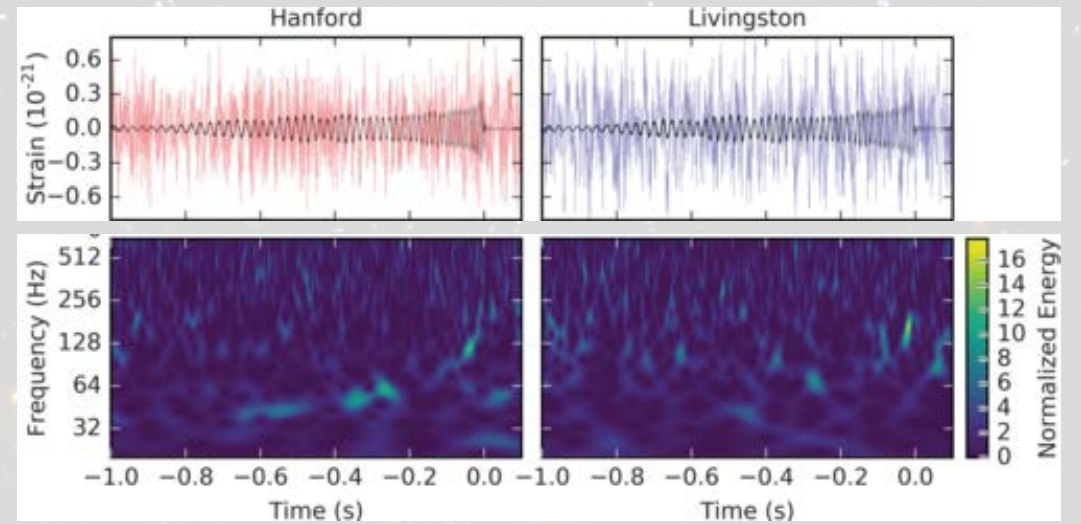 Hanford
Livingston
Strain (10⁻²¹)
0.6
0.3
0.0
−0.3
−0.6
Frequency (Hz)
512
256
128
64
32
16
14
12
10
8
6
4
2
0
Normalized Energy
−1.0 −0.8 −0.6 −0.4 −0.2 0.0 −1.0 −0.8 −0.6 −0.4 −0.2 0.0
Time (s)
Time (s)